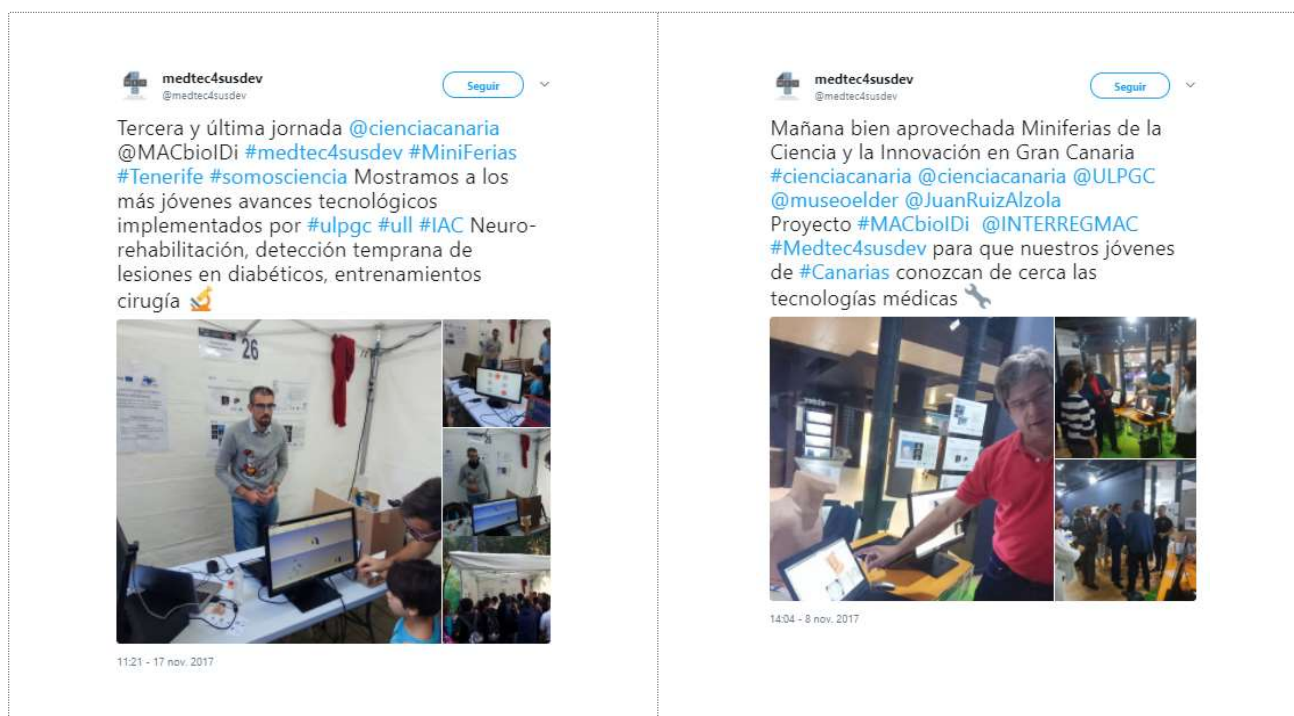 medtec4susdev
@medtec4susdev
Seguir
Tercera y última jornada @cienciacanaria
@MACbioIDi #medtec4susdev #MiniFerias
#Tenerife #somosciencia Mostramos a los
más jóvenes avances tecnológicos
implementados por #ulpgc #ull #IAC Neuro-
rehabilitación, detección temprana de
lesiones en diabéticos, entrenamientos
cirugía
26
11:21 - 17 nov. 2017
medtec4susdev
@medtec4susdev
Seguir
Mañana bien aprovechada Miniferias de la
Ciencia y la Innovación en Gran Canaria
#cienciacanaria @cienciacanaria @ULPGC
@museoelder @JuanRuizAlzola
Proyecto #MACbioIDi @INTERREGMAC
#Medtec4susdev para que nuestros jóvenes
de #Canarias conozcan de cerca las
tecnologías médicas
14:04 - 8 nov. 2017